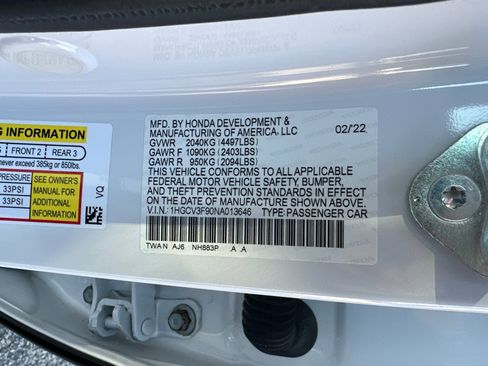 MFD. BY HONDA DEVELOPMENT &
MANUFACTURING OF AMERICA, LLC 02/'22
GVWR 2040KG (4497LBS)
GAWR F 1090KG (2403LBS)
GAWR R 950KG (2094LBS)
THIS VEHICLE CONFORMS TO ALL APPLICABLE
FEDERAL MOTOR VEHICLE SAFETY, BUMPER,
AND THEFT PREVENTION STANDARDS IN EFFECT
ON THE DATE OF MANUFACTURE SHOWN ABOVE.
V.I.N.: 1HGCV3F90NA013646 TYPE: PASSENGER CAR
TWAN AJ6 NH883P A A
INFORMATION
FRONT 2 REAR 3
exceed 385kg or 850lbs.
PRESSURE
33PSI
33PSI
SEE OWNER'S
MANUAL FOR
ADDITIONAL
INFORMATION
VQ